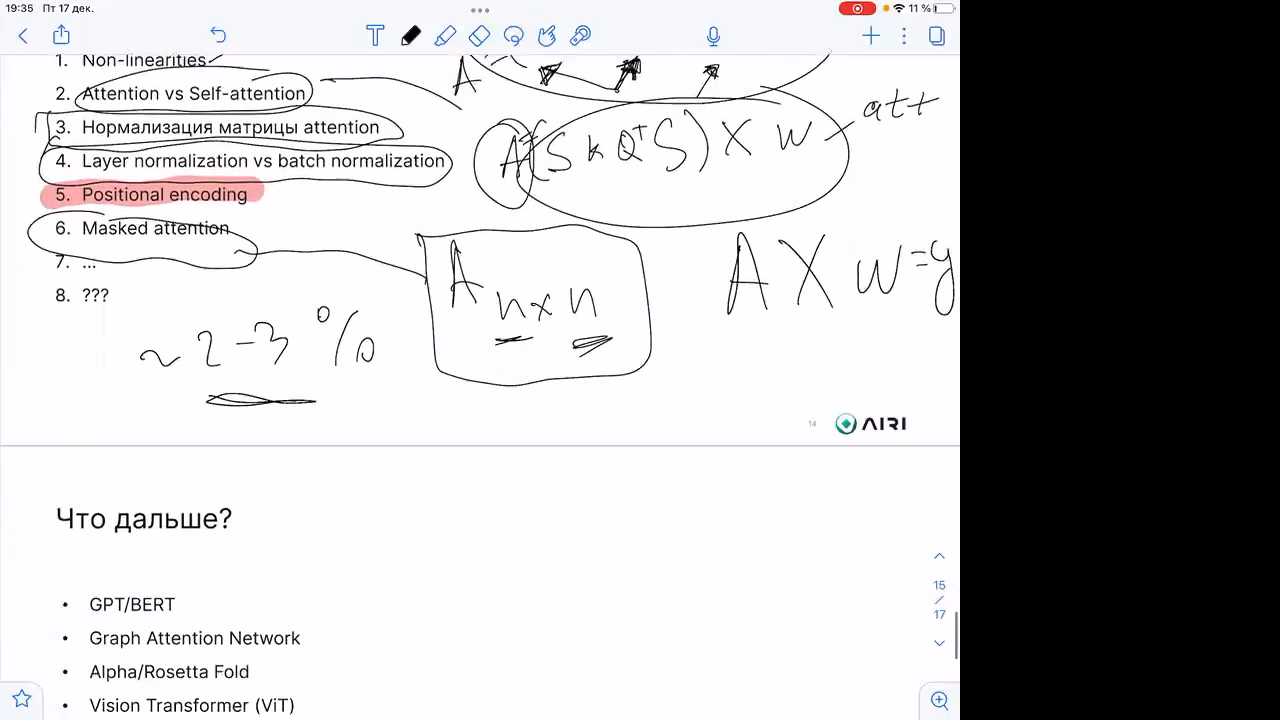 19:35 Пт 17 дек.
11 %
1. Non-linearities
2. Attention vs Self-attention
3. Нормализация матрицы attention
4. Layer normalization vs batch normalization
5. Positional encoding
6. Masked attention
7. ...
8. ???
A
att
A = (S K Qᵀ S) X W
A n×n
A X W = y
~ 2-3 %
14
AIRI
Что дальше?
• GPT/BERT
• Graph Attention Network
• Alpha/Rosetta Fold
• Vision Transformer (ViT)
15
/
17